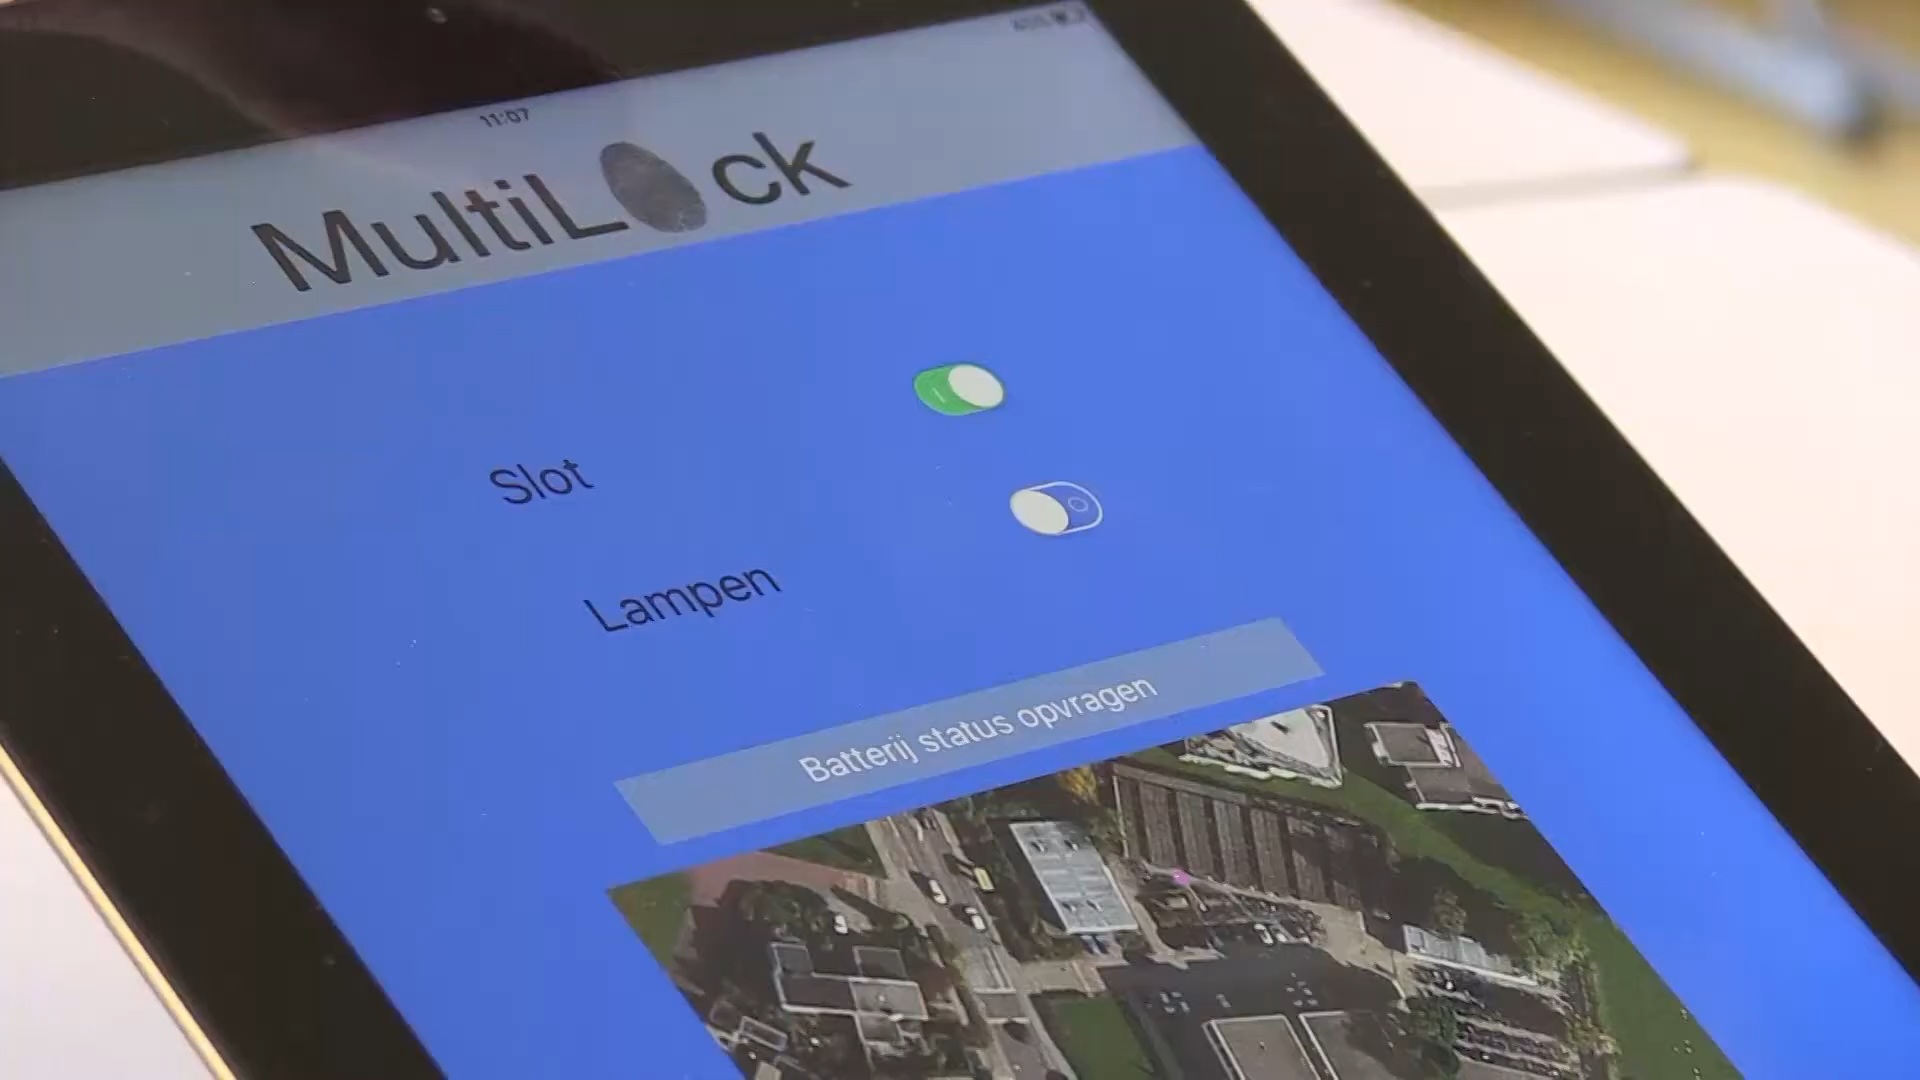 11:07
MultiLock
Slot
Lampen
Batterij status opvragen